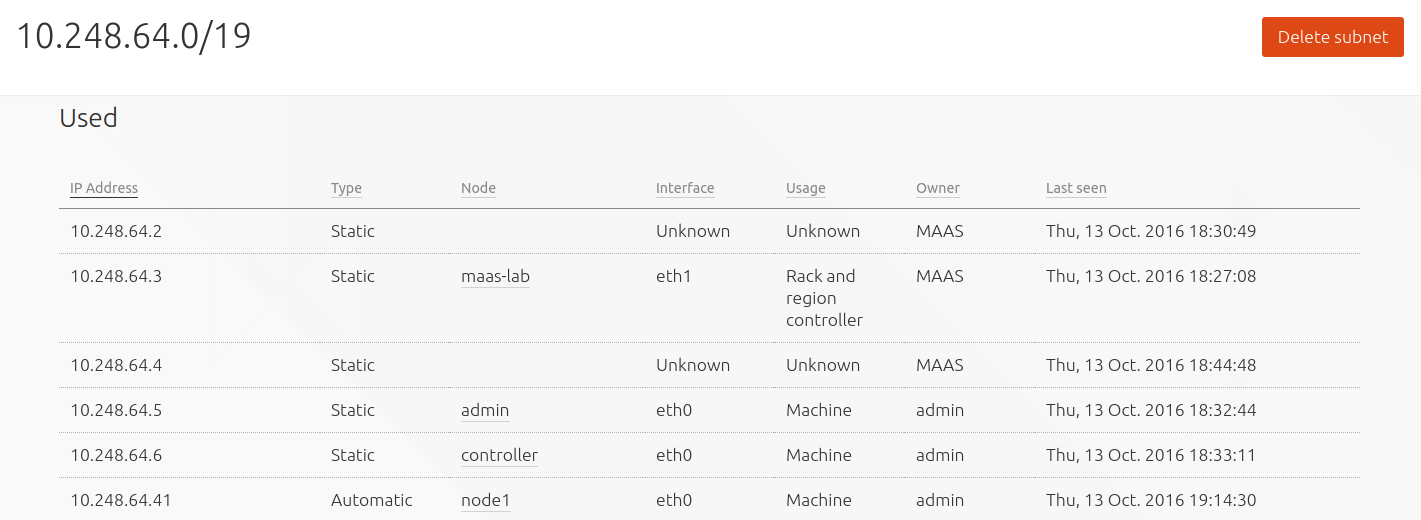 10.248.64.0/19
Delete subnet
Used
IP Address Type Node Interface Usage Owner Last seen
10.248.64.2 Static Unknown Unknown MAAS Thu, 13 Oct. 2016 18:30:49
10.248.64.3 Static maas-lab eth1 Rack and MAAS Thu, 13 Oct. 2016 18:27:08
region
controller
10.248.64.4 Static Unknown Unknown MAAS Thu, 13 Oct. 2016 18:44:48
10.248.64.5 Static admin eth0 Machine admin Thu, 13 Oct. 2016 18:32:44
10.248.64.6 Static controller eth0 Machine admin Thu, 13 Oct. 2016 18:33:11
10.248.64.41 Automatic node1 eth0 Machine admin Thu, 13 Oct. 2016 19:14:30